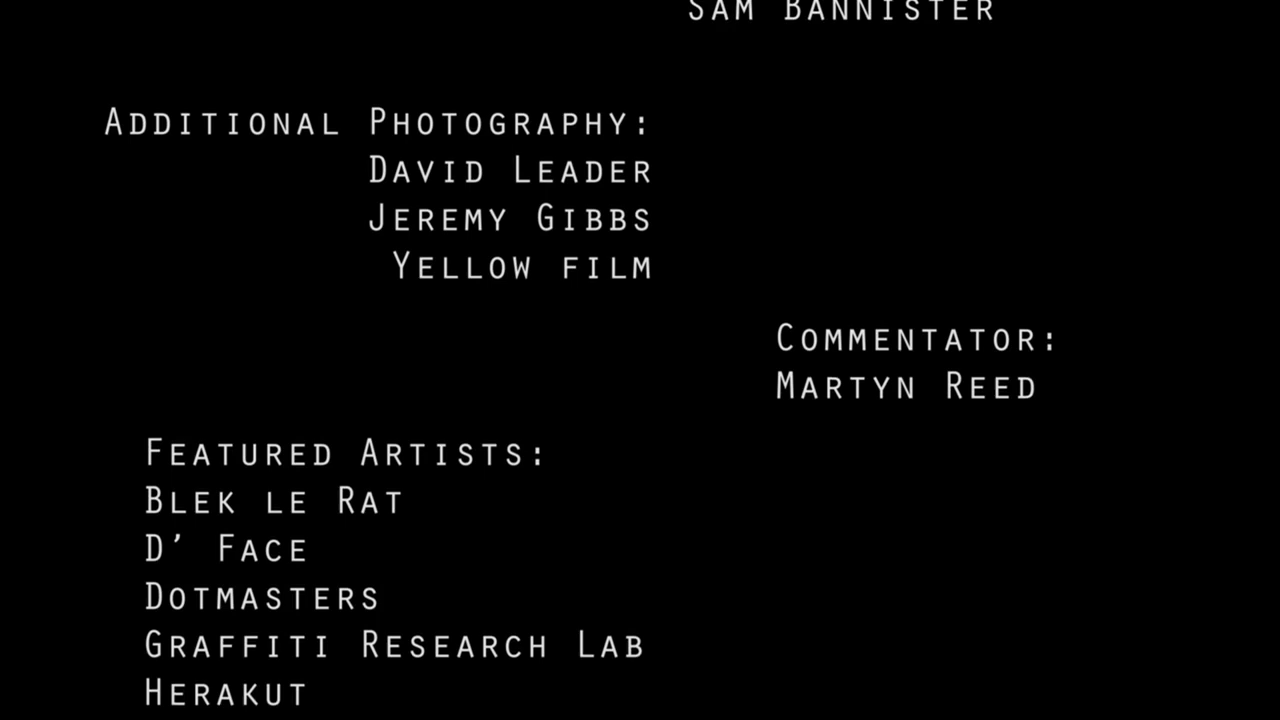 Sam Bannister
Additional Photography:
David Leader
Jeremy Gibbs
Yellow film
Commentator:
Martyn Reed
Featured Artists:
Blek le Rat
D' Face
Dotmasters
Graffiti Research Lab
Herakut